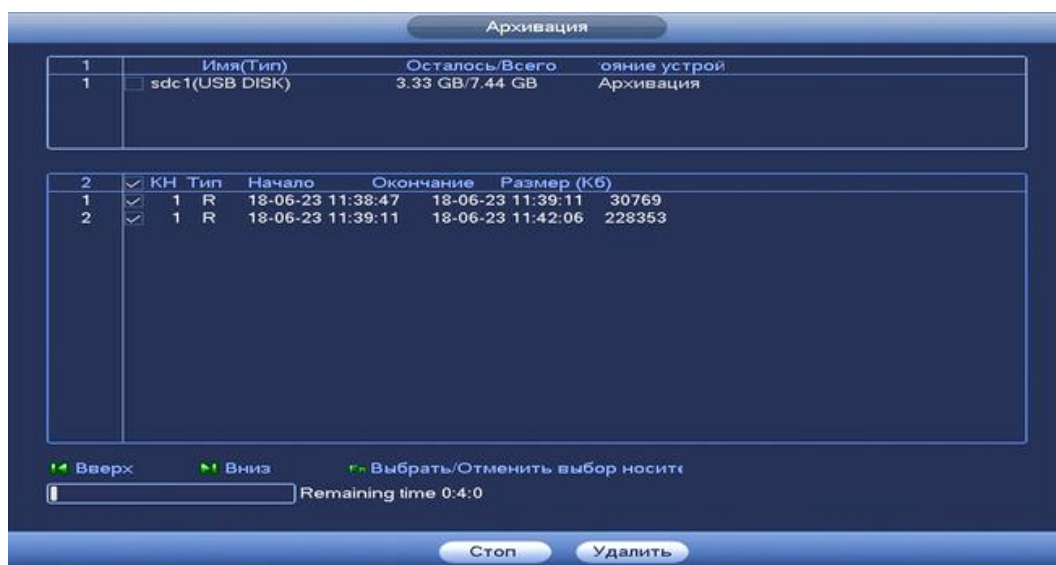 Архивация
1 Имя(Тип) Осталось/Всего ояние устрой
1 sdc1(USB DISK) 3.33 GB/7.44 GB Архивация
2 КН Тип Начало Окончание Размер (Кб)
1 1 R 18-06-23 11:38:47 18-06-23 11:39:11 30769
2 1 R 18-06-23 11:39:11 18-06-23 11:42:06 228353
Вверх Вниз Fn Выбрать/Отменить выбор носите
Remaining time 0:4:0
Стоп Удалить